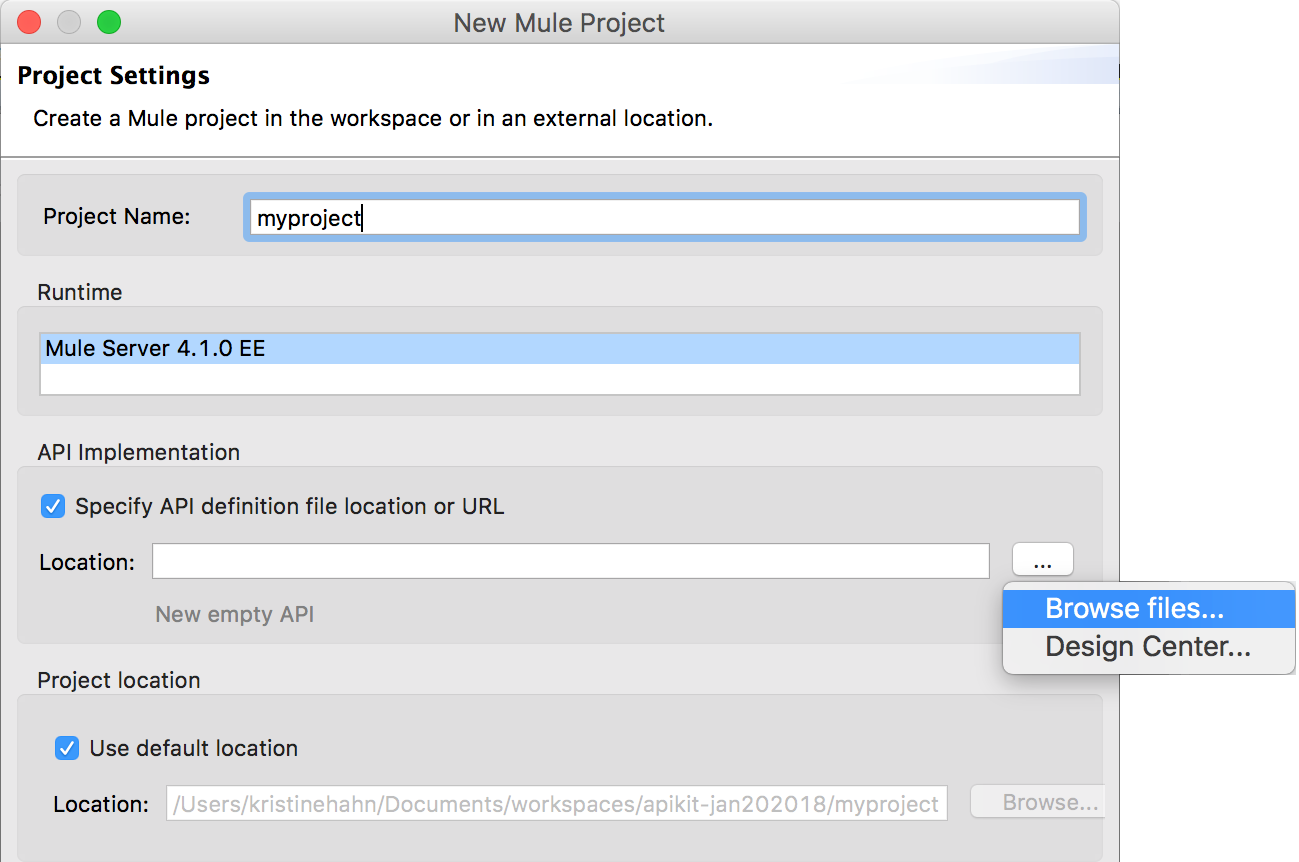 New Mule Project
Project Settings
Create a Mule project in the workspace or in an external location.
Project Name: myproject
Runtime
Mule Server 4.1.0 EE
API Implementation
Specify API definition file location or URL
Location: ...
Browse files...
New empty API
Design Center...
Project location
Use default location
Location: /Users/kristinehahn/Documents/workspaces/apikit-jan202018/myproject Browse...